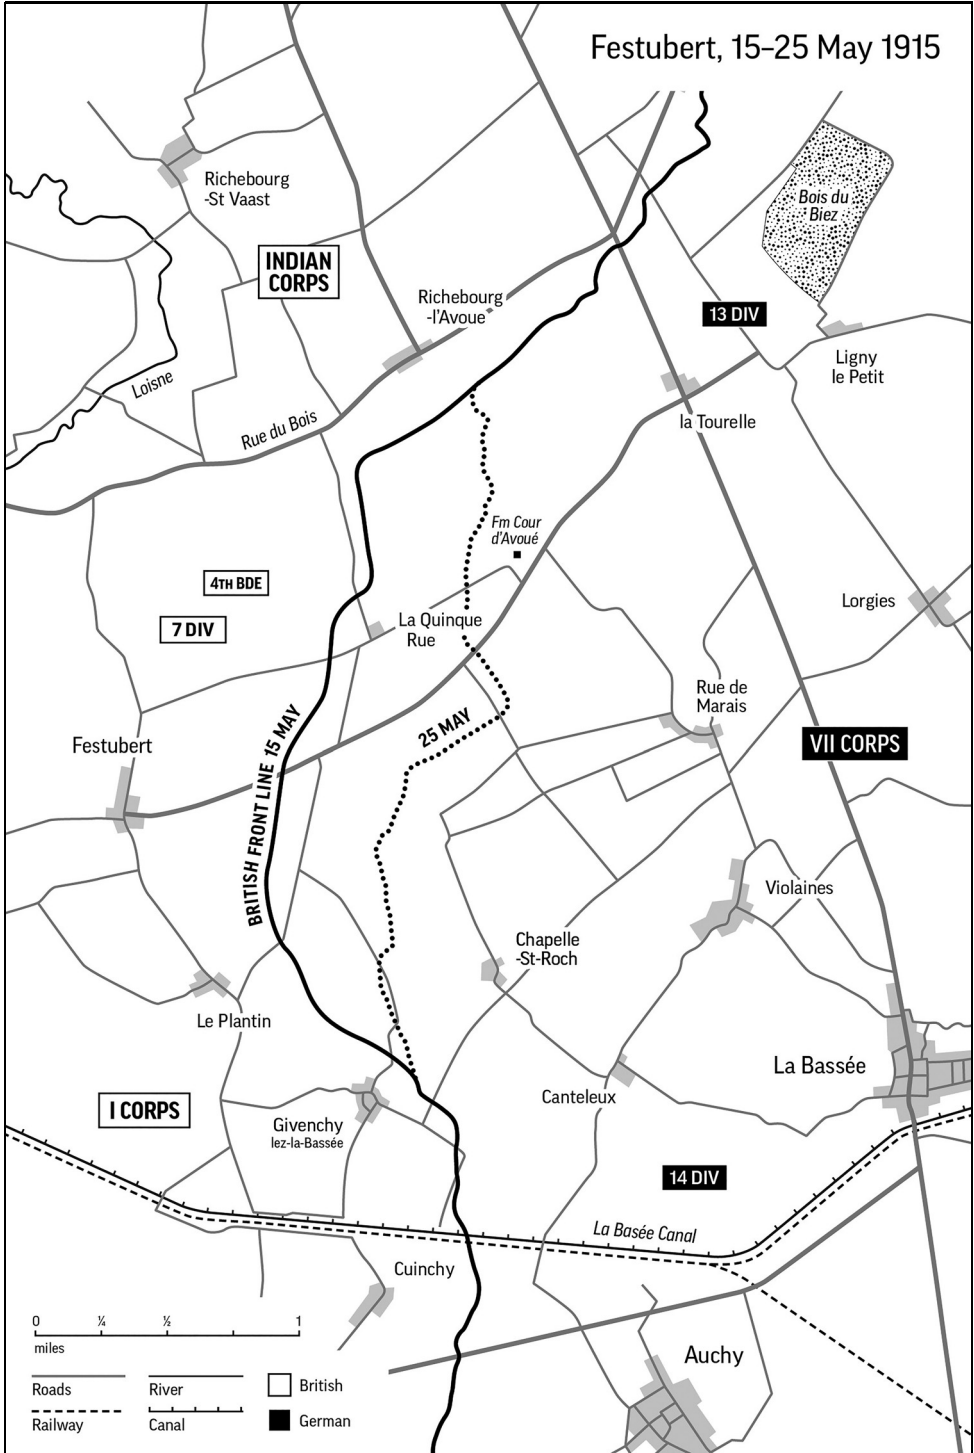 Festubert, 15–25 May 1915
Richebourg
-St Vaast
Bois du
Biez
INDIAN
CORPS
Richebourg
-l'Avoue
13 DIV
Ligny
le Petit
Loisne
Rue du Bois
la Tourelle
Fm Cour
d'Avoué
4TH BDE
7 DIV
La Quinque
Rue
Lorgies
Rue de
Marais
25 MAY
BRITISH FRONT LINE 15 MAY
Festubert
VII CORPS
Violaines
Chapelle
-St-Roch
Le Plantin
La Bassée
Canteleux
I CORPS
Givenchy
lez-la-Bassée
14 DIV
La Basée Canal
Cuinchy
Auchy
0 ¼ ½ 1
miles
Roads River British
Railway Canal German